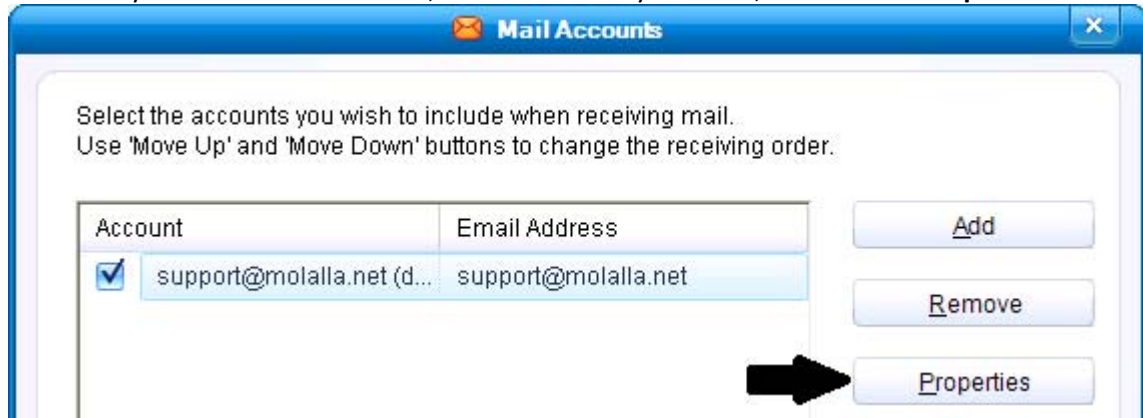 Mail Accounts
Select the accounts you wish to include when receiving mail.
Use 'Move Up' and 'Move Down' buttons to change the receiving order.
Account Email Address
support@molalla.net (d... support@molalla.net
Add
Remove
Properties